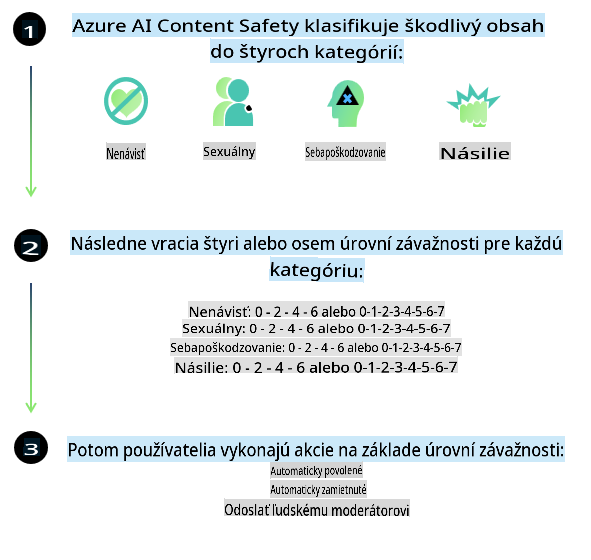 1
Azure AI Content Safety klasifikuje škodlivý obsah
do štyroch kategórií:
Nenávisť
Sexuálny
Sebapoškodzovanie
Násilie
2
Následne vracia štyri alebo osem úrovní závažnosti pre každú
kategóriu:
Nenávisť: 0 - 2 - 4 - 6 alebo 0-1-2-3-4-5-6-7
Sexuálny: 0 - 2 - 4 - 6 alebo 0-1-2-3-4-5-6-7
Sebapoškodzovanie: 0 - 2 - 4 - 6 alebo 0-1-2-3-4-5-6-7
Násilie: 0 - 2 - 4 - 6 alebo 0-1-2-3-4-5-6-7
3
Potom používatelia vykonajú akcie na základe úrovní závažnosti:
Automaticky povolené
Automaticky zamietnuté
Odoslať ľudskému moderátorovi